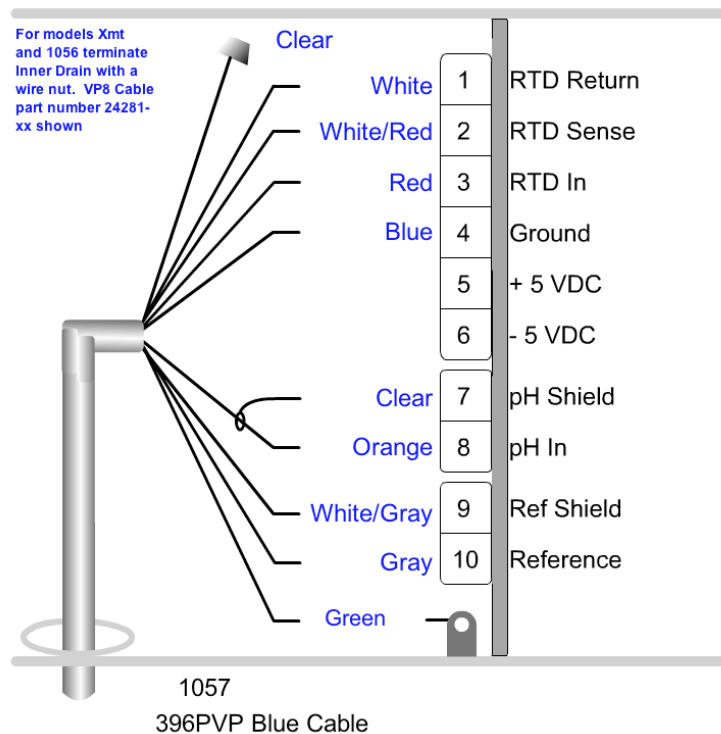 For models Xmt
and 1056 terminate
Inner Drain with a
wire nut.  VP8 Cable
part number 24281-
xx shown
Clear
White 1 RTD Return
White/Red 2 RTD Sense
Red 3 RTD In
Blue 4 Ground
5 + 5 VDC
6 - 5 VDC
Clear 7 pH Shield
Orange 8 pH In
White/Gray 9 Ref Shield
Gray 10 Reference
Green
1057
396PVP Blue Cable